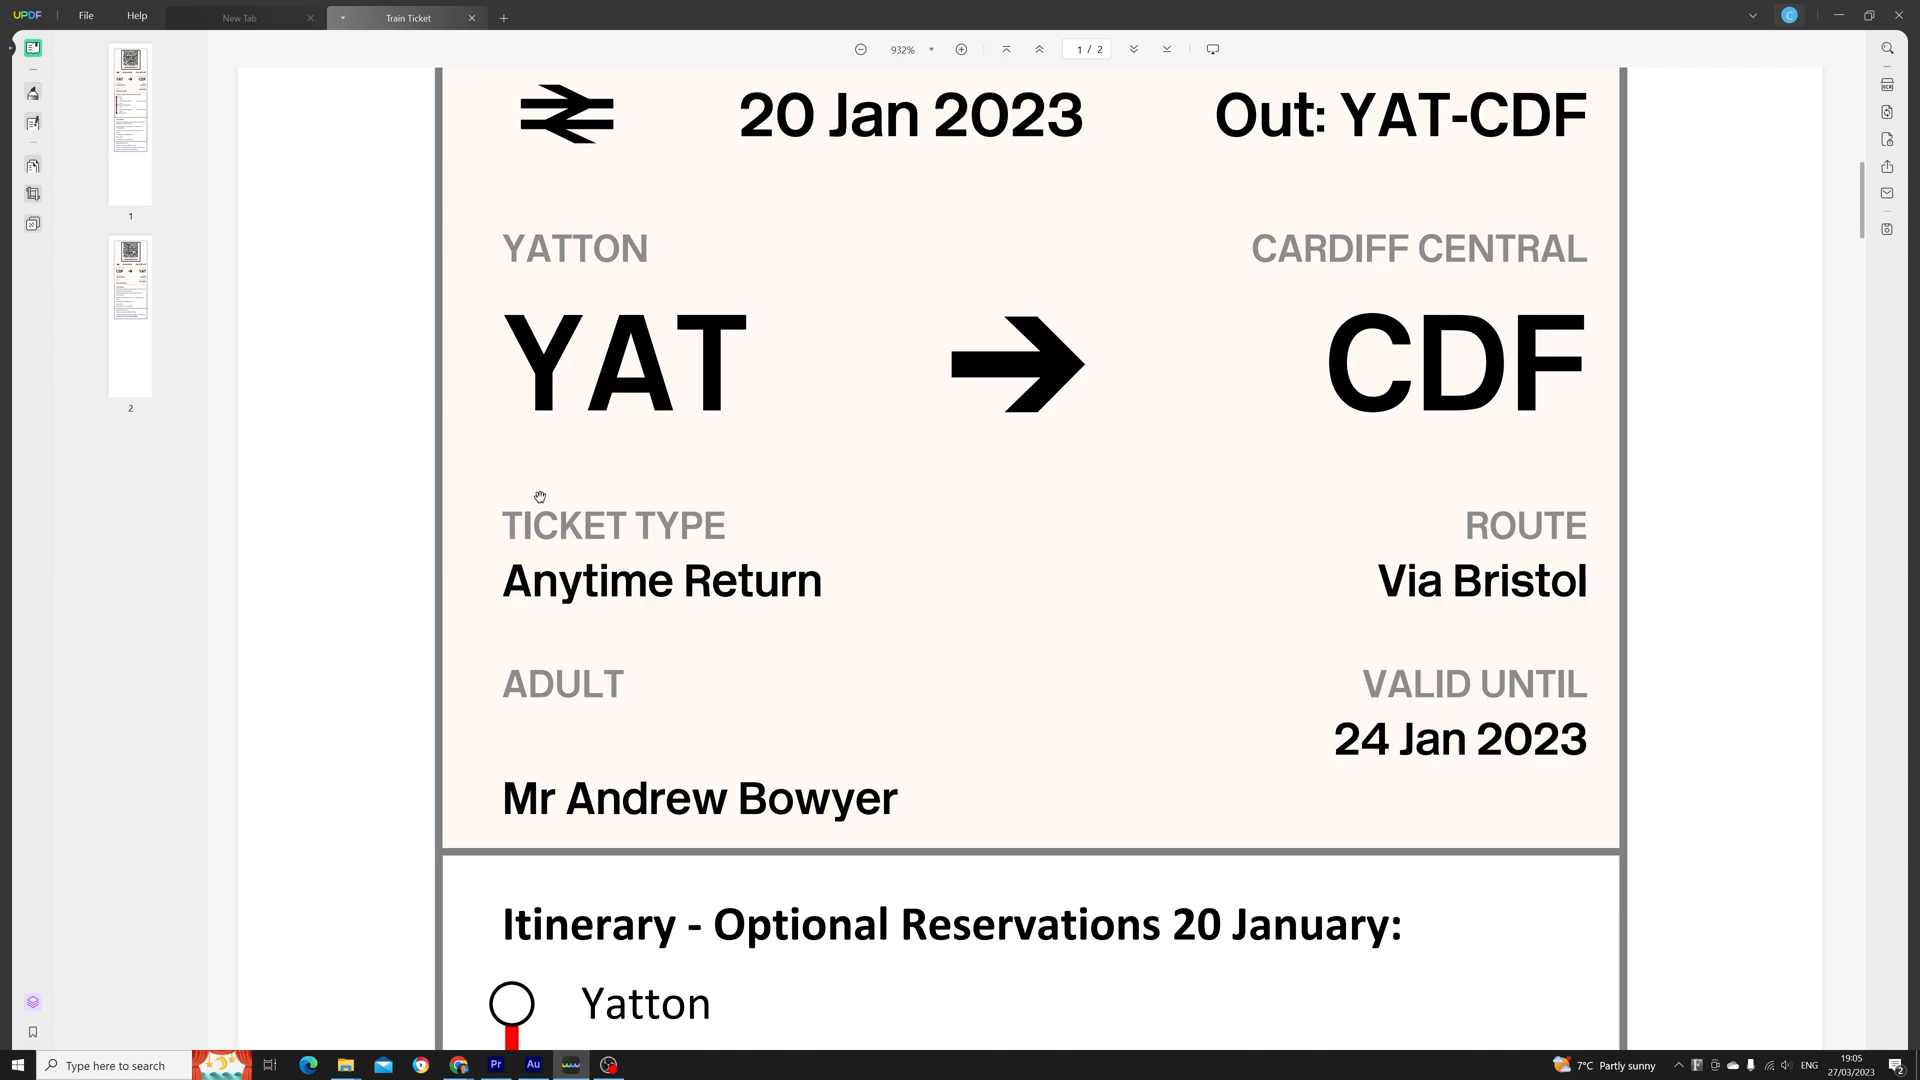 UPDF File Help New Tab Train Ticket
932% 1 / 2
20 Jan 2023 Out: YAT-CDF
YATTON CARDIFF CENTRAL
YAT CDF
TICKET TYPE ROUTE
Anytime Return Via Bristol
ADULT VALID UNTIL
24 Jan 2023
Mr Andrew Bowyer
Itinerary - Optional Reservations 20 January:
Yatton
1
2
Type here to search Pr Au 7°C Partly sunny ENG 19:05
27/03/2023